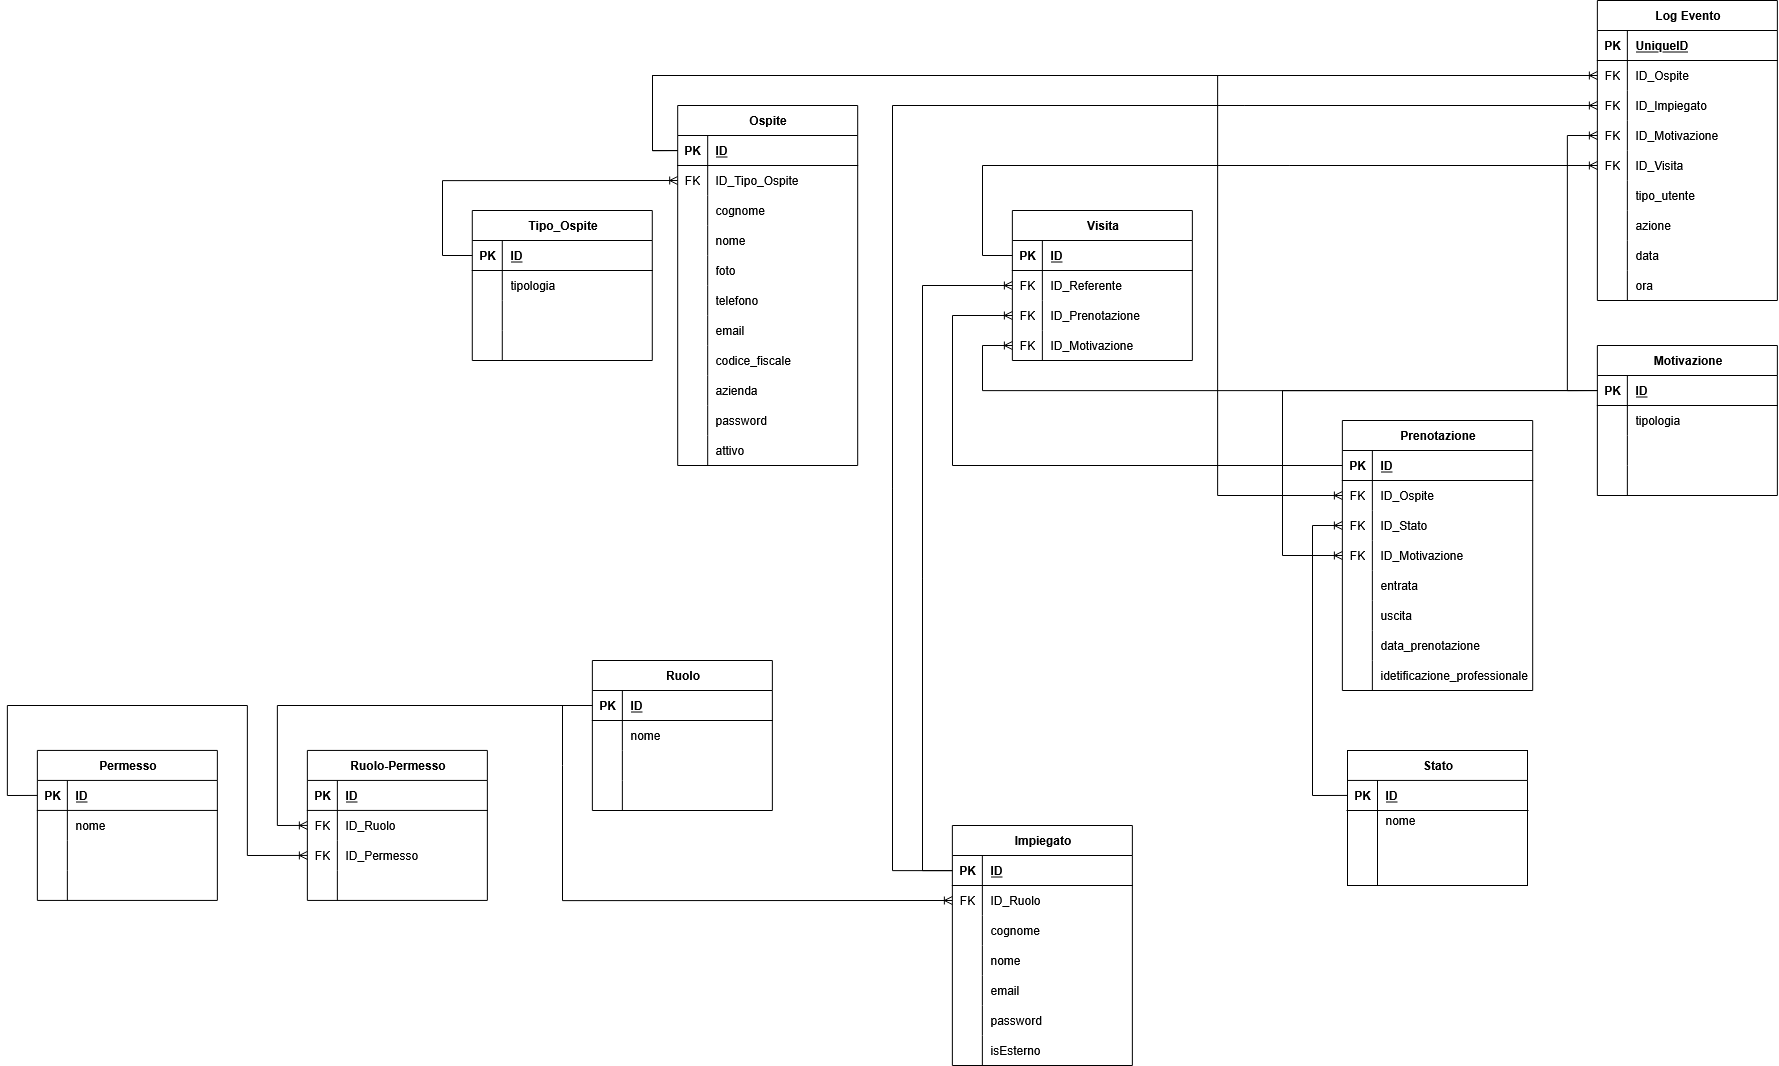 Log Evento
PK UniqueID
FK ID_Ospite
FK ID_Impiegato
FK ID_Motivazione
FK ID_Visita
tipo_utente
azione
data
ora
Ospite
PK ID
FK ID_Tipo_Ospite
cognome
nome
foto
telefono
email
codice_fiscale
azienda
password
attivo
Tipo_Ospite
PK ID
tipologia
Visita
PK ID
FK ID_Referente
FK ID_Prenotazione
FK ID_Motivazione
Motivazione
PK ID
tipologia
Prenotazione
PK ID
FK ID_Ospite
FK ID_Stato
FK ID_Motivazione
entrata
uscita
data_prenotazione
idetificazione_professionale
Ruolo
PK ID
nome
Permesso
PK ID
nome
Ruolo-Permesso
PK ID
FK ID_Ruolo
FK ID_Permesso
Stato
PK ID
nome
Impiegato
PK ID
FK ID_Ruolo
cognome
nome
email
password
isEsterno